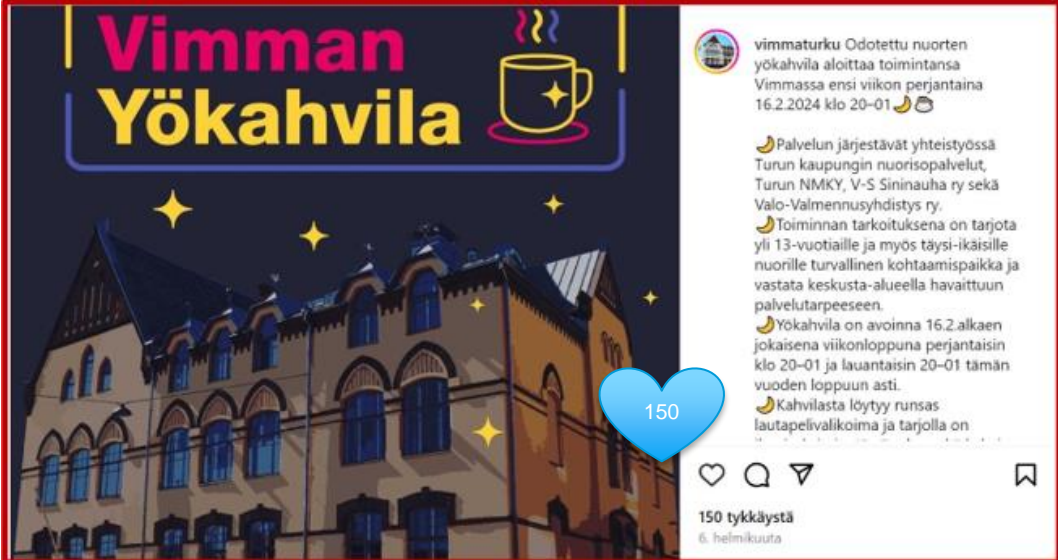 Vimman
Yökahvila
vimmaturku Odotettu nuorten
yökahvila aloittaa toimintansa
Vimmassa ensi viikon perjantaina
16.2.2024 klo 20–01🌙☕
🌙Palvelun järjestävät yhteistyössä
Turun kaupungin nuorisopalvelut,
Turun NMKY, V-S Sininauha ry sekä
Valo-Valmennusyhdistys ry.
🌙Toiminnan tarkoituksena on tarjota
yli 13-vuotiaille ja myös täysi-ikäisille
nuorille turvallinen kohtaamispaikka ja
vastata keskusta-alueella havaittuun
palvelutarpeeseen.
🌙Yökahvila on avoinna 16.2.alkaen
jokaisena viikonloppuna perjantaisin
klo 20–01 ja lauantaisin 20–01 tämän
vuoden loppuun asti.
🌙Kahvilasta löytyy runsas
lautapelivalikoima ja tarjolla on
150
150 tykkäystä
6. helmikuuta